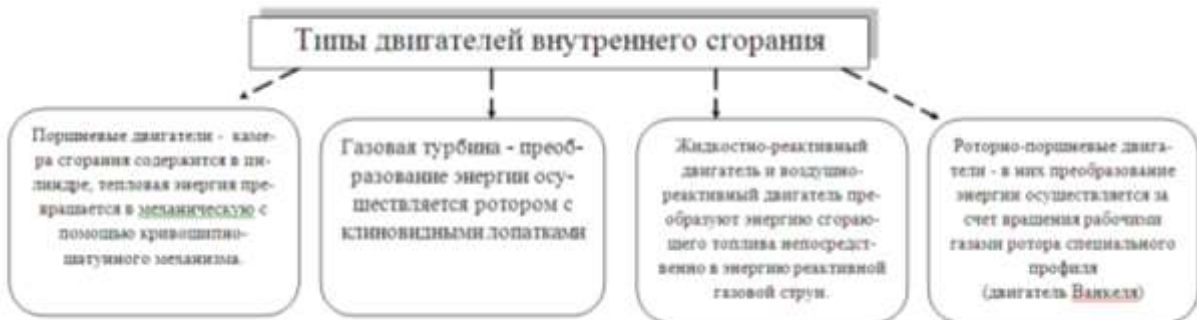 Типы двигателей внутреннего сгорания
Поршневые двигатели - каме-
ра сгорания содержится в ци-
линдре, тепловая энергия пре-
вращается в механическую с
помощью кривошипно-
шатунного механизма.
Газовая турбина - преоб-
разование энергии осу-
ществляется ротором с
клиновидными лопатками
Жидкостно-реактивный
двигатель и воздушно-
реактивный двигатель пре-
образуют энергию сгораю-
щего топлива непосредст-
венно в энергию реактивной
газовой струи.
Роторно-поршневые двига-
тели - в них преобразование
энергии осуществляется за
счет вращения рабочими
газами ротора специального
профиля
(двигатель Ванкеля)